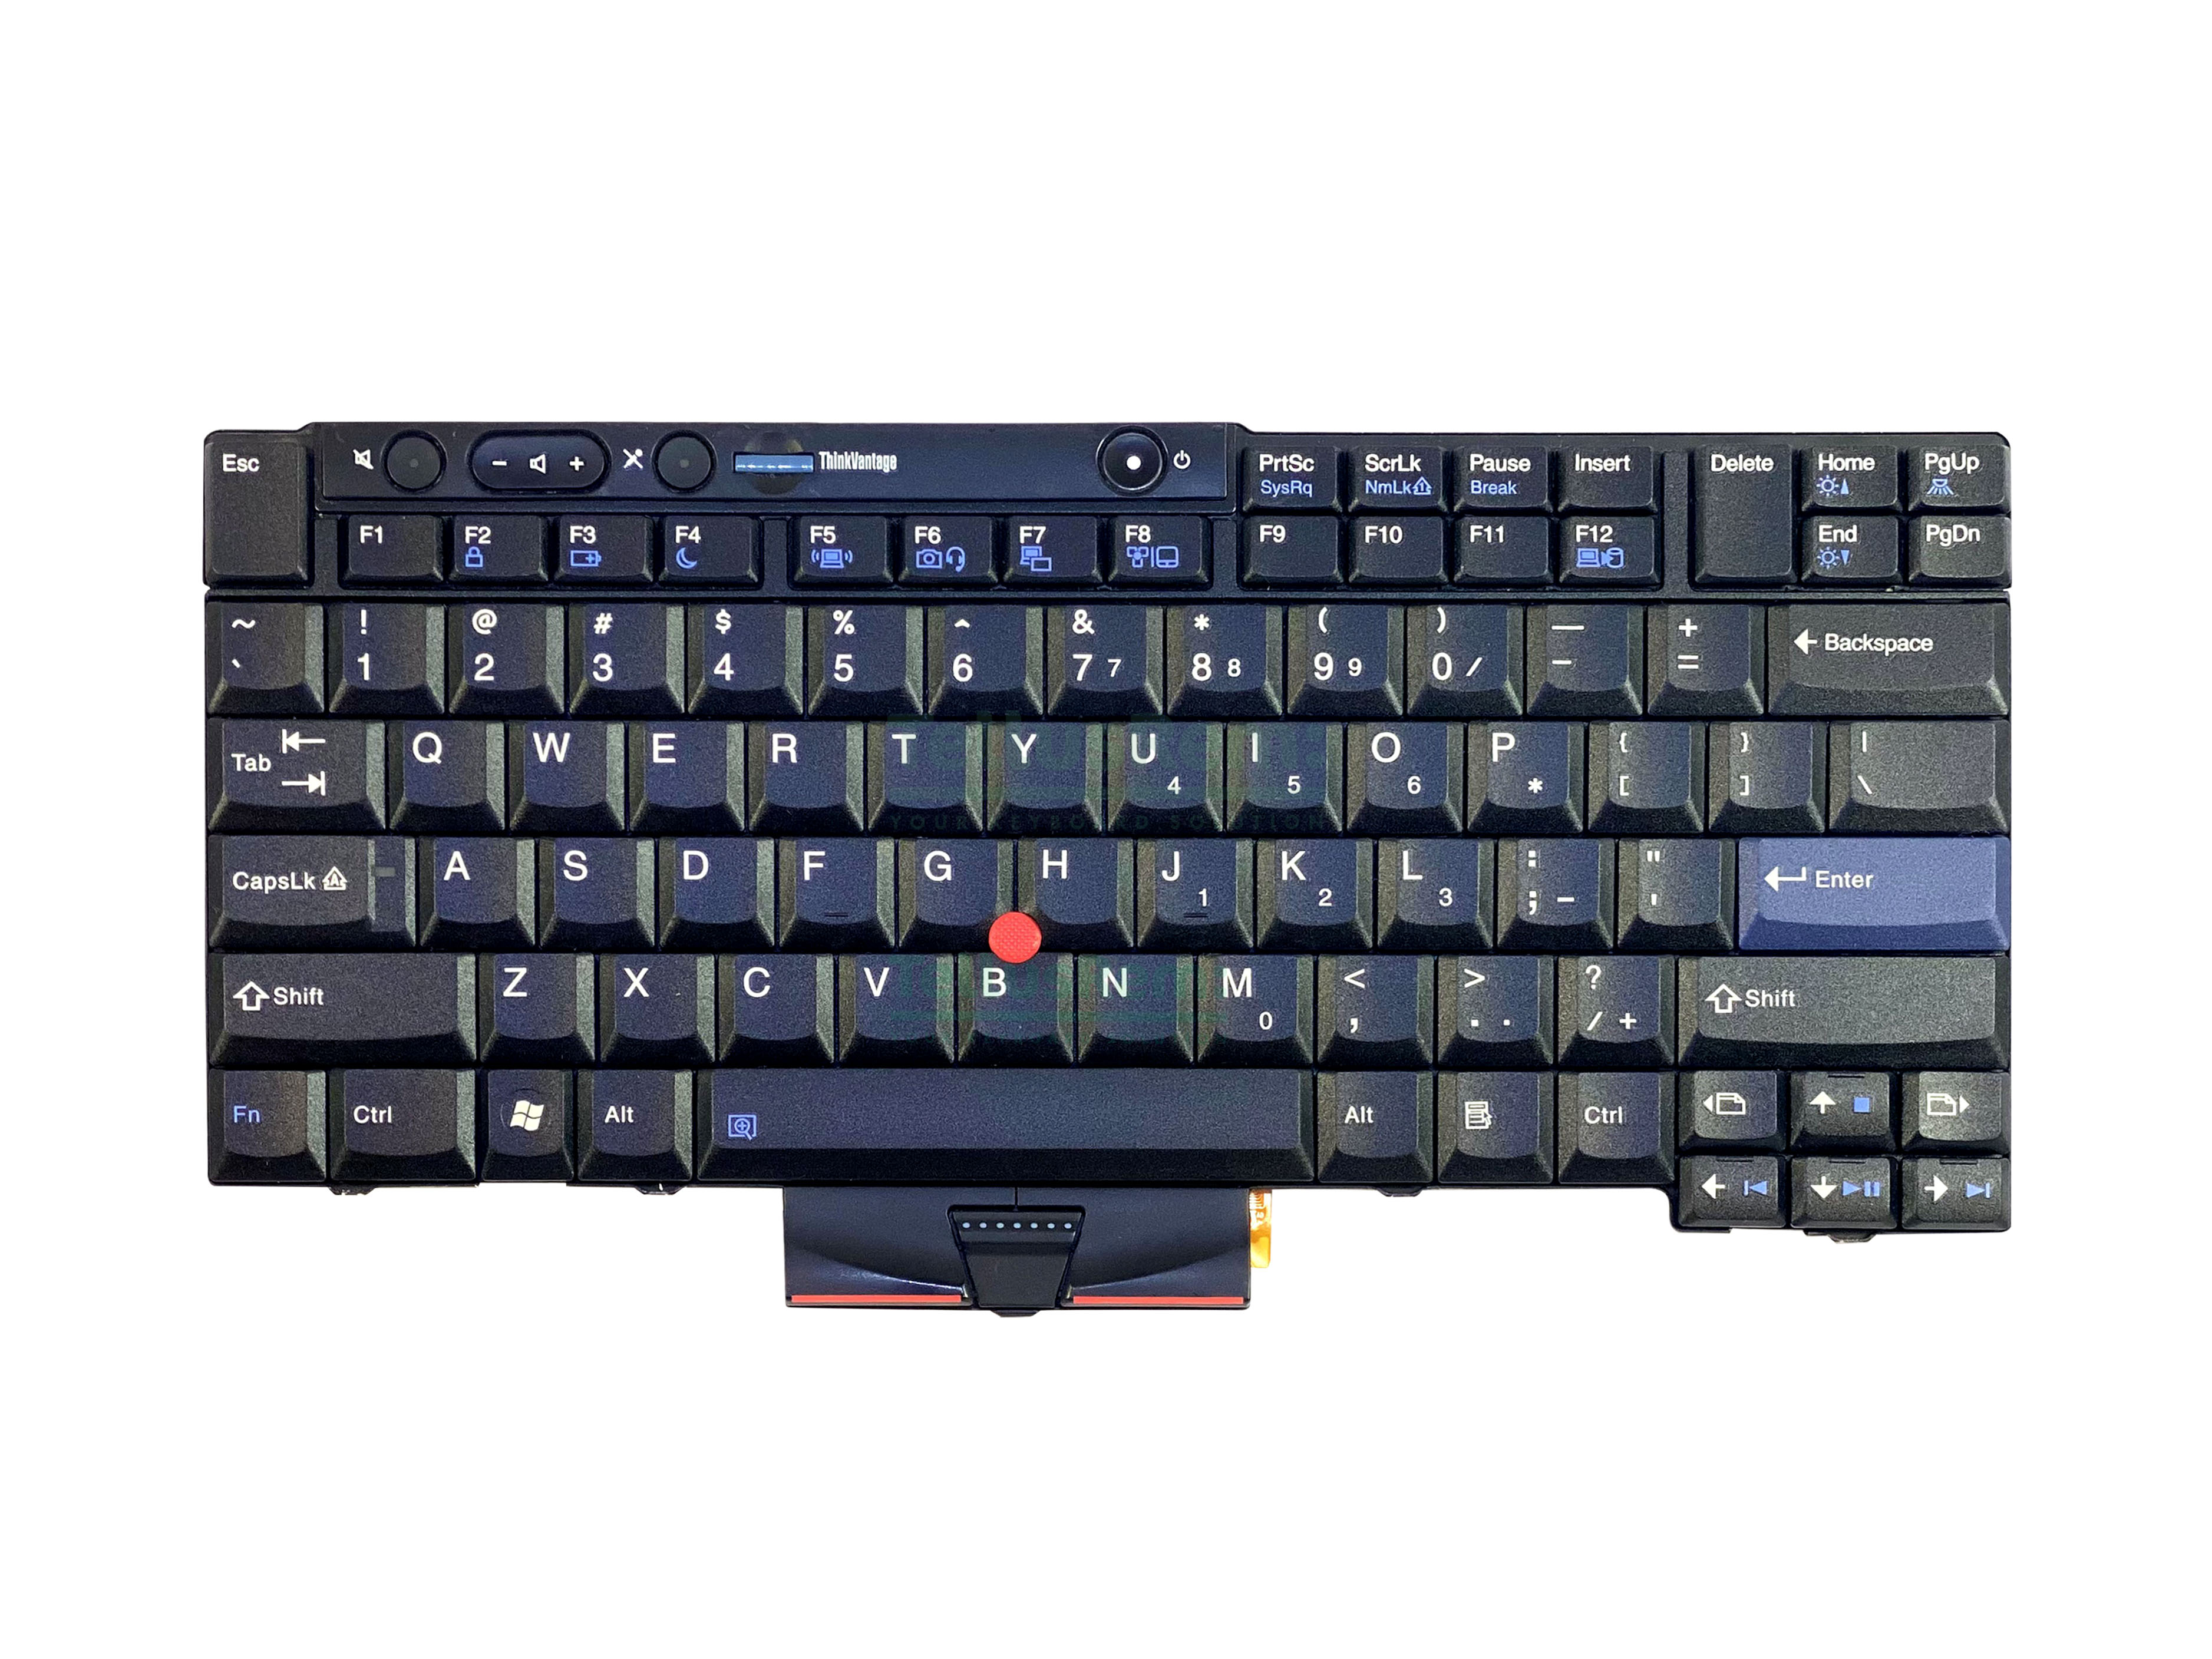 Esc
ThinkVantage
PrtSc ScrLk Pause Insert Delete Home PgUp
SysRq NmLk Break
F1 F2 F3 F4 F5 F6 F7 F8 F9 F10 F11 F12 End PgDn
~ ! @ # $ % ^ & * ( ) — +
` 1 2 3 4 5 6 7 7 8 8 9 9 0 / - = Backspace
Tab Q W E R T Y U I O P { } |
4 5 6 * [ ] \
YOUR KEYBOARD SOLUTION
CapsLk A S D F G H J K L : " Enter
1 2 3 ; - '
Shift Z X C V B N M < > ? Shift
0 , . . / +
Fn Ctrl Alt Alt Ctrl